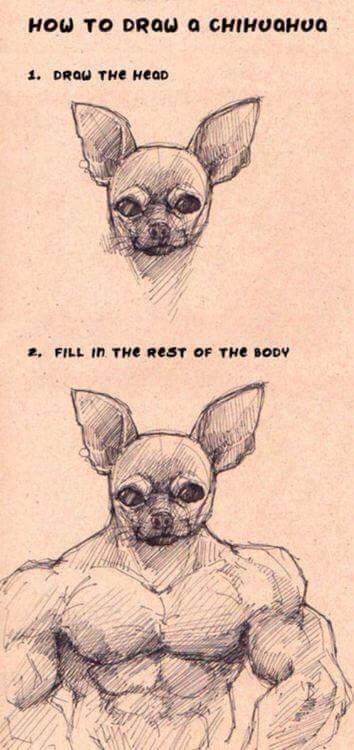 HOW TO DRAW A CHIHUAHUA
1. DRAW THE HEAD
2. FILL IN THE REST OF THE BODY